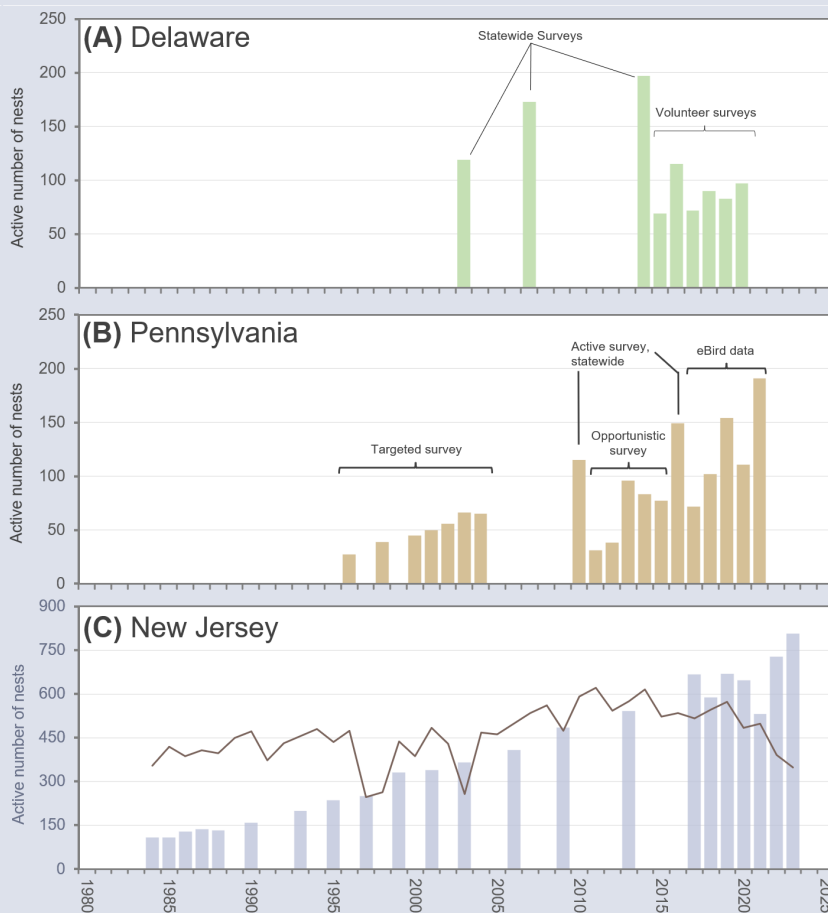 (A) Delaware
Statewide Surveys
Volunteer surveys
Active number of nests
250
200
150
100
50
0
(B) Pennsylvania
Active survey,
statewide
eBird data
Opportunistic
survey
Targeted survey
Active number of nests
250
200
150
100
50
0
(C) New Jersey
Active number of nests
900
750
600
450
300
150
0
1980
1985
1990
1995
2000
2005
2010
2015
2020
2025